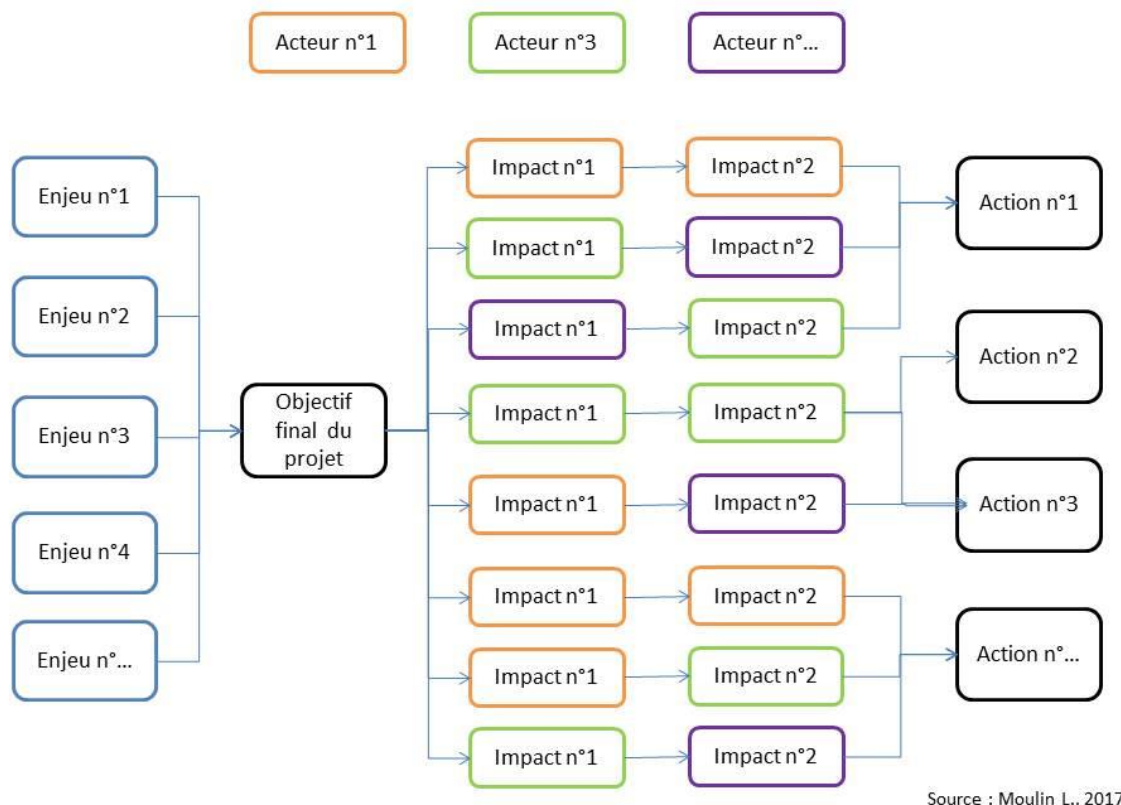 Acteur n°1
Acteur n°3
Acteur n°...
Enjeu n°1
Enjeu n°2
Enjeu n°3
Enjeu n°4
Enjeu n°...
Objectif
final du
projet
Impact n°1
Impact n°2
Impact n°1
Impact n°2
Impact n°1
Impact n°2
Impact n°1
Impact n°2
Impact n°1
Impact n°2
Impact n°1
Impact n°2
Impact n°1
Impact n°2
Impact n°1
Impact n°2
Action n°1
Action n°2
Action n°3
Action n°...
Source : Moulin L., 2017